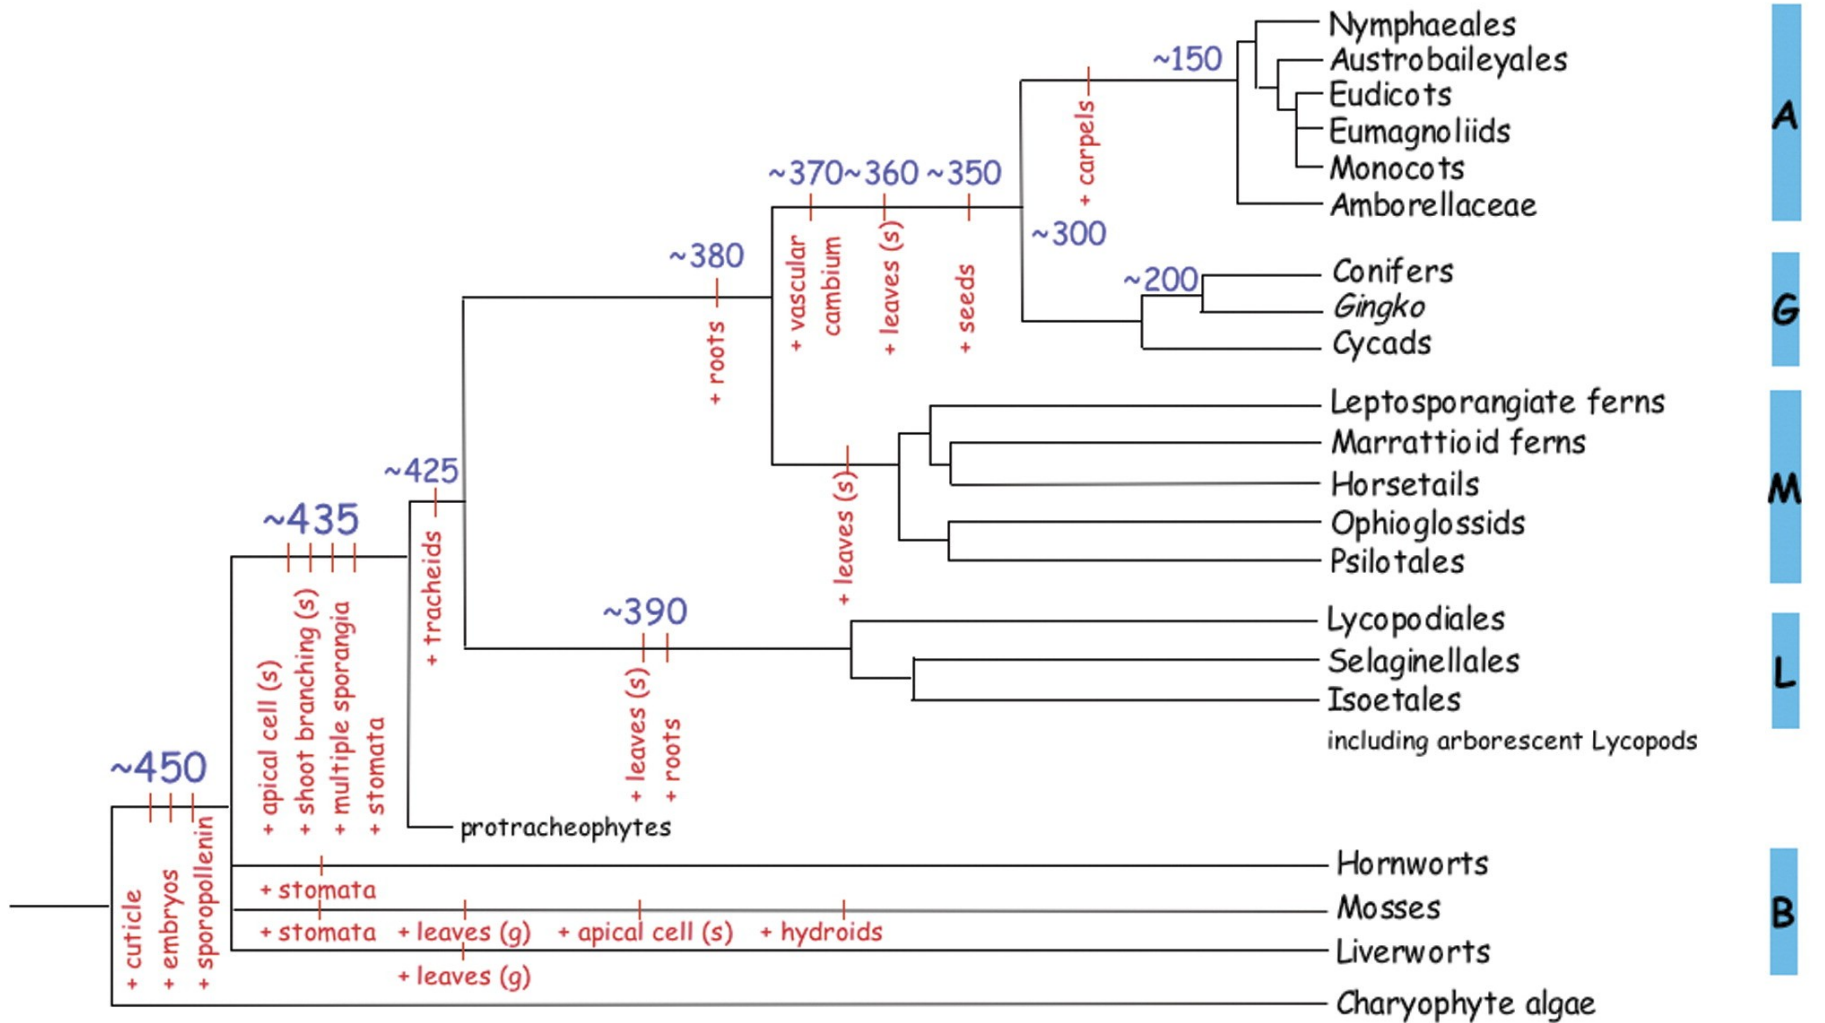 Nymphaeales
~150
Austrobaileyales
Eudicots
A
+ carpels
Eumagnoliids
Monocots
~370
~360
~350
Amborellaceae
~300
~380
+ vascular
cambium
+ leaves (s)
+ seeds
~200
Conifers
Gingko
G
Cycads
+ roots
Leptosporangiate ferns
Marrattioid ferns
~425
Horsetails
M
~435
Ophioglossids
+ leaves (s)
Psilotales
+ tracheids
~390
Lycopodiales
Selaginellales
L
Isoetales
including arborescent Lycopods
+ apical cell (s)
+ shoot branching (s)
+ multiple sporangia
+ stomata
+ leaves (s)
+ roots
~450
protracheophytes
Hornworts
+ stomata
+ cuticle
+ embryos
+ sporopollenin
Mosses
B
+ stomata + leaves (g) + apical cell (s) + hydroids
Liverworts
+ leaves (g)
Charyophyte algae